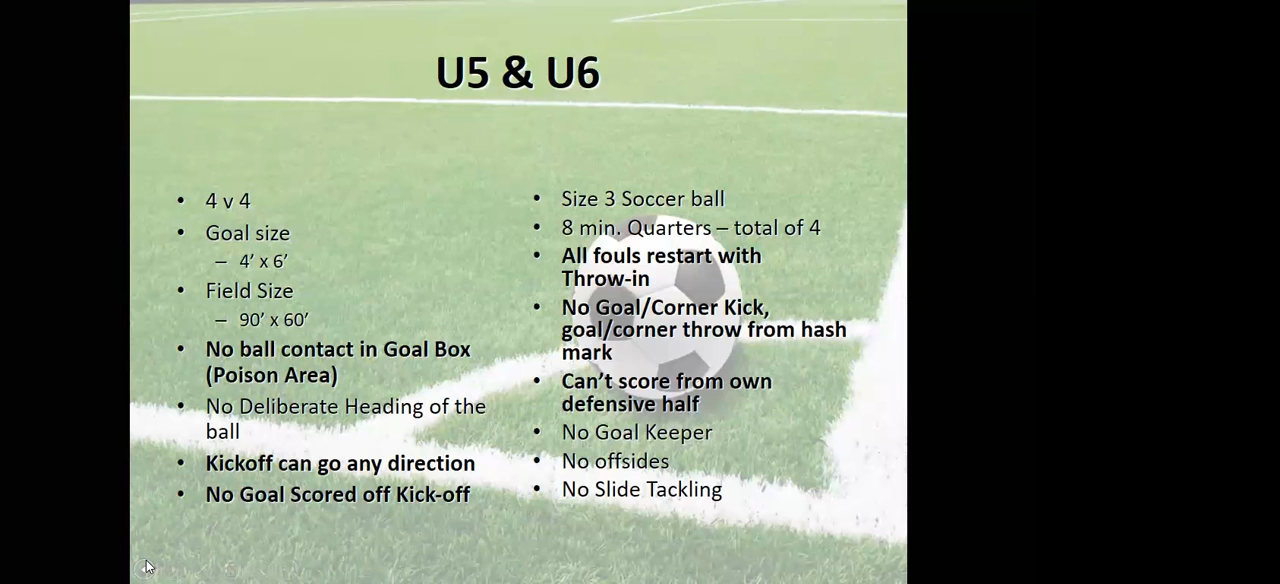 U5 & U6
• 4 v 4
• Goal size
– 4’ x 6’
• Field Size
– 90’ x 60’
• No ball contact in Goal Box
(Poison Area)
• No Deliberate Heading of the
ball
• Kickoff can go any direction
• No Goal Scored off Kick-off
• Size 3 Soccer ball
• 8 min. Quarters – total of 4
• All fouls restart with
Throw-in
• No Goal/Corner Kick,
goal/corner throw from hash
mark
• Can’t score from own
defensive half
• No Goal Keeper
• No offsides
• No Slide Tackling